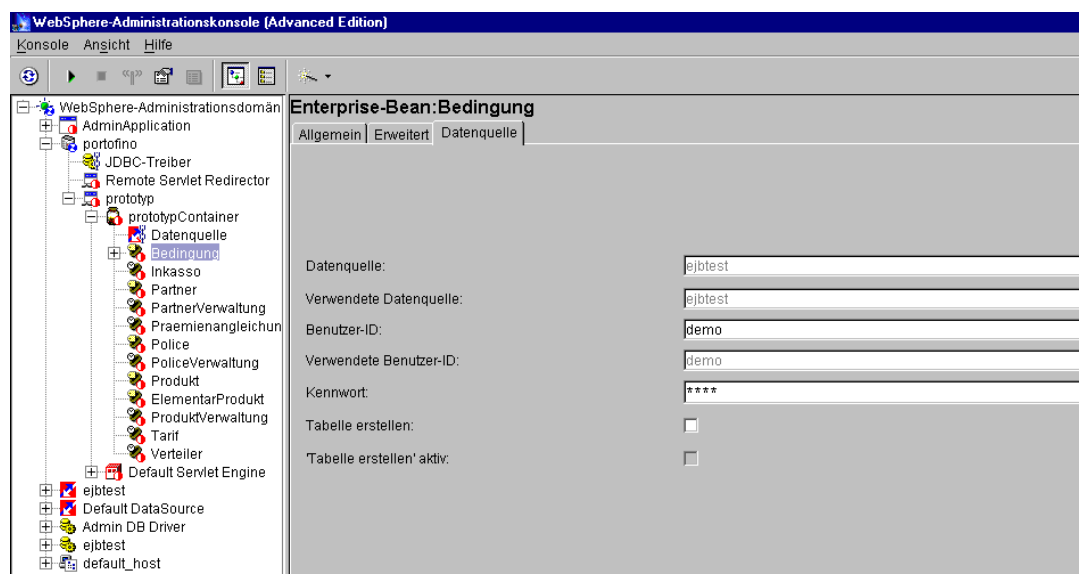 WebSphere-Administrationskonsole (Advanced Edition)
Konsole Ansicht Hilfe
WebSphere-Administrationsdomän
AdminApplication
portofino
JDBC-Treiber
Remote Servlet Redirector
prototyp
prototypContainer
Datenquelle
Bedingung
Inkasso
Partner
PartnerVerwaltung
Praemienangleichun
Police
PoliceVerwaltung
Produkt
ElementarProdukt
ProduktVerwaltung
Tarif
Verteiler
Default Servlet Engine
ejbtest
Default DataSource
Admin DB Driver
ejbtest
default_host
Enterprise-Bean:Bedingung
Allgemein Erweitert Datenquelle
Datenquelle: ejbtest
Verwendete Datenquelle: ejbtest
Benutzer-ID: demo
Verwendete Benutzer-ID: demo
Kennwort: ****
Tabelle erstellen:
'Tabelle erstellen' aktiv: